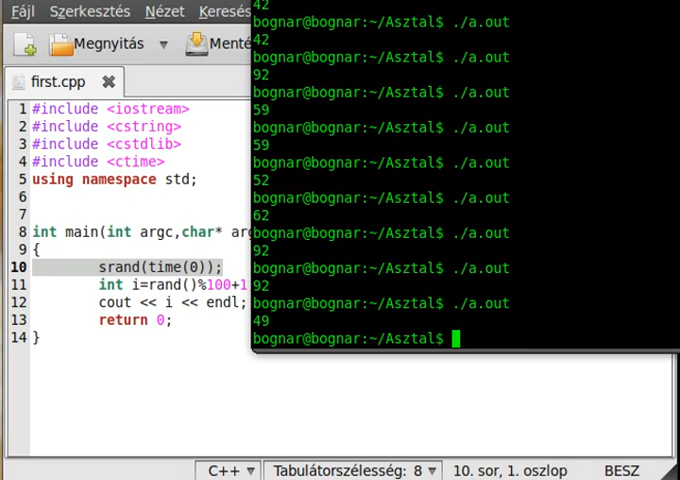 Fájl Szerkesztés Nézet Keresés
Megnyitás
first.cpp
1 #include <iostream>
2 #include <cstring>
3 #include <cstdlib>
4 #include <ctime>
5 using namespace std;
6
7
8 int main(int argc,char* arg
9 {
10 srand(time(0));
11 int i=rand()%100+1
12 cout << i << endl;
13 return 0;
14 }
42
bognar@bognar:~/Asztal$ ./a.out
42
bognar@bognar:~/Asztal$ ./a.out
92
bognar@bognar:~/Asztal$ ./a.out
59
bognar@bognar:~/Asztal$ ./a.out
59
bognar@bognar:~/Asztal$ ./a.out
52
bognar@bognar:~/Asztal$ ./a.out
62
bognar@bognar:~/Asztal$ ./a.out
92
bognar@bognar:~/Asztal$ ./a.out
92
bognar@bognar:~/Asztal$ ./a.out
49
bognar@bognar:~/Asztal$
C++ Tabulátorszélesség: 8 10. sor, 1. oszlop BESZ